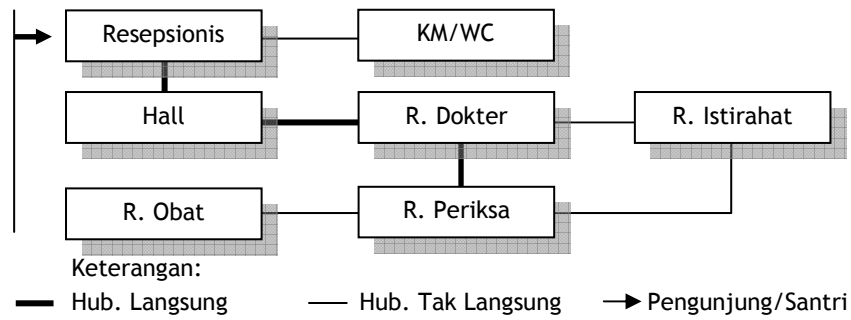 Resepsionis KM/WC
Hall R. Dokter R. Istirahat
R. Obat R. Periksa
Keterangan:
Hub. Langsung Hub. Tak Langsung Pengunjung/Santri